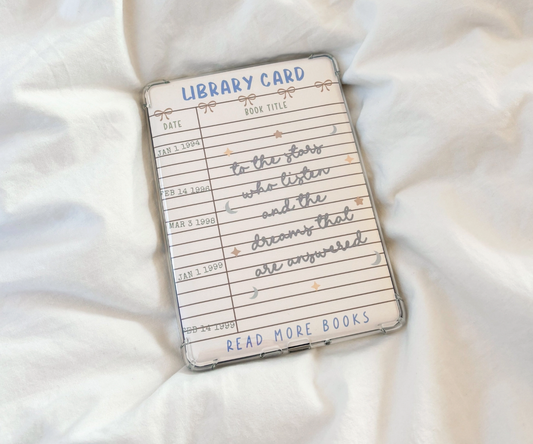 LIBRARY CARD
DATE BOOK TITLE
JAN 1 1994
to the stars
FEB 14 1996
who listen
and the
MAR 3 1998
dreams that
are answered
JAN 1 1999
FEB 14 1999
READ MORE BOOKS